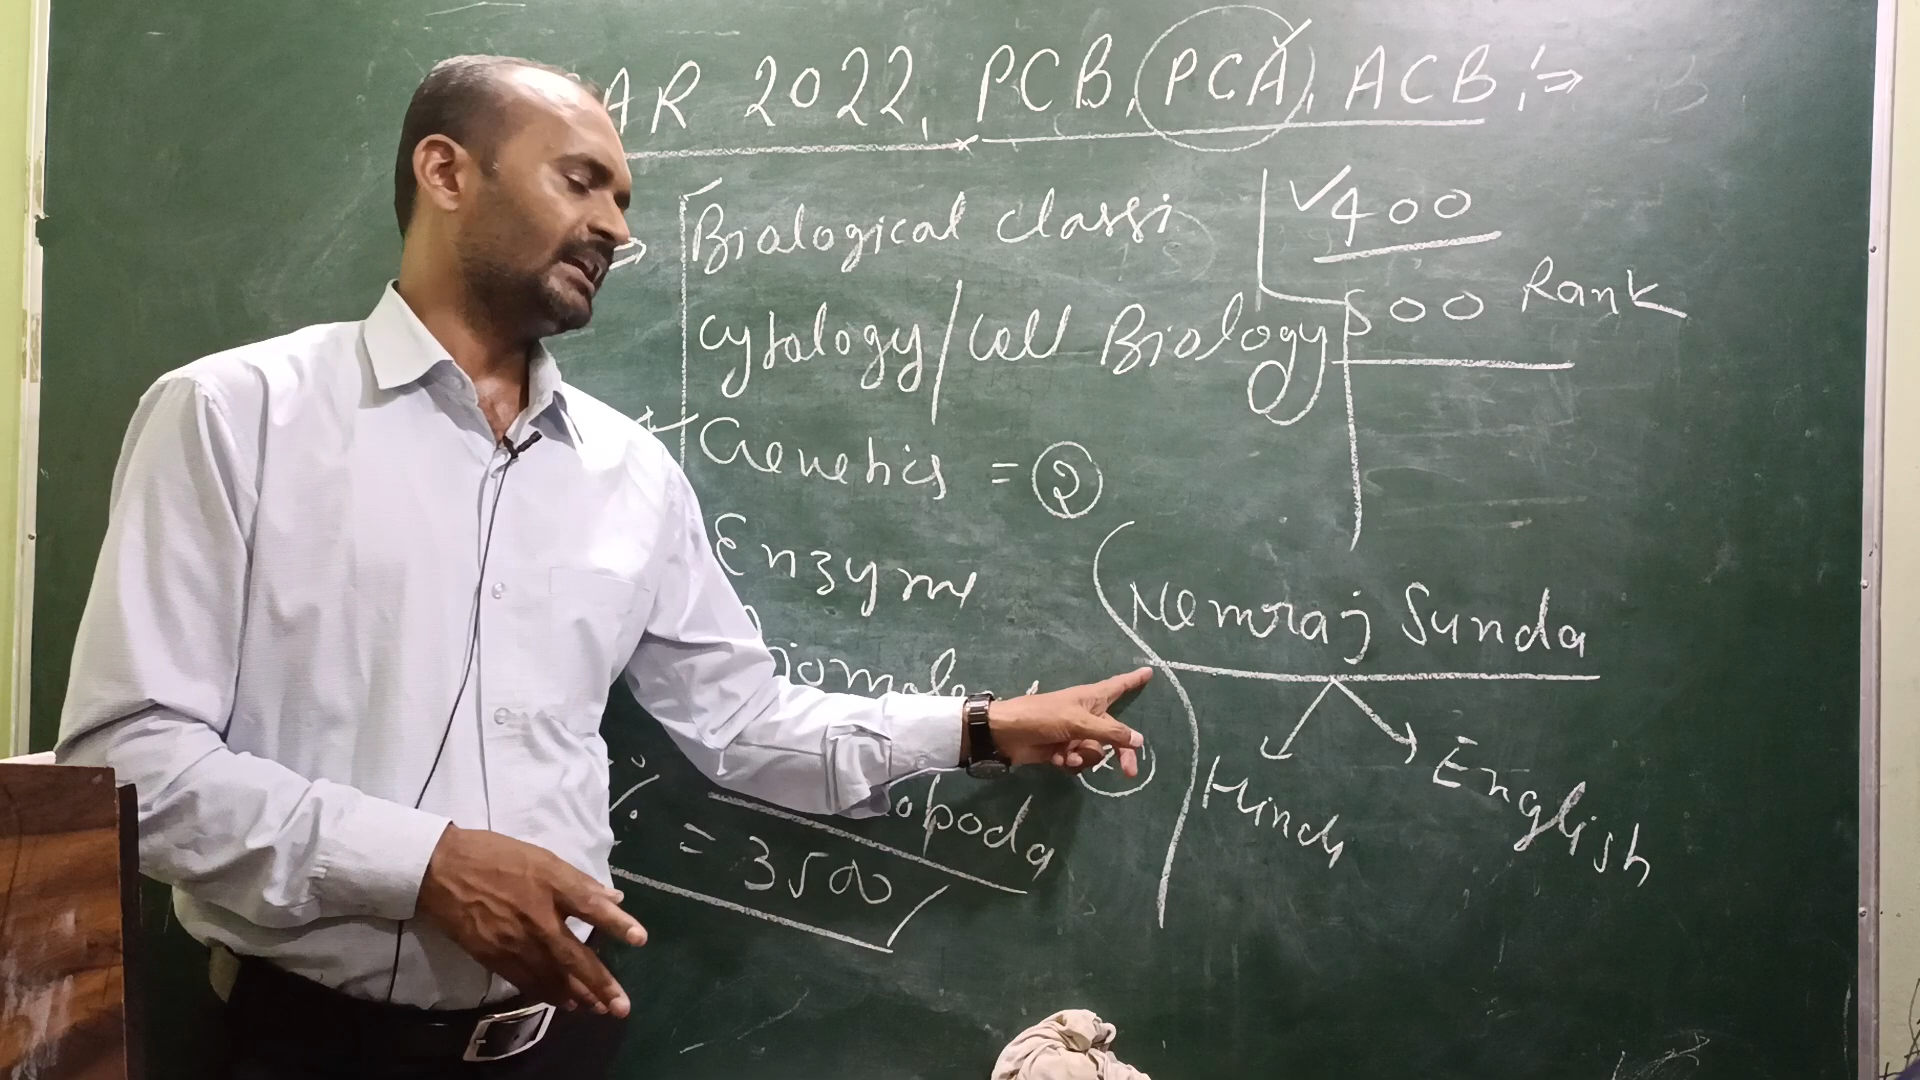 AR 2022, PCB, PCA, ACB :⇒
Biological classi
400
500 Rank
Cytology/Cell Biology
Genetics = 2
Enzyme
Nemraj Sunda
Hindi
English
opoda
% = 3500